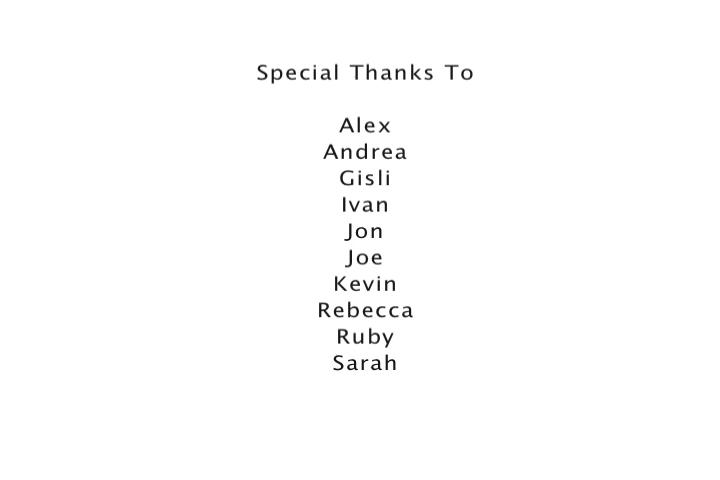 Special Thanks To
Alex
Andrea
Gisli
Ivan
Jon
Joe
Kevin
Rebecca
Ruby
Sarah